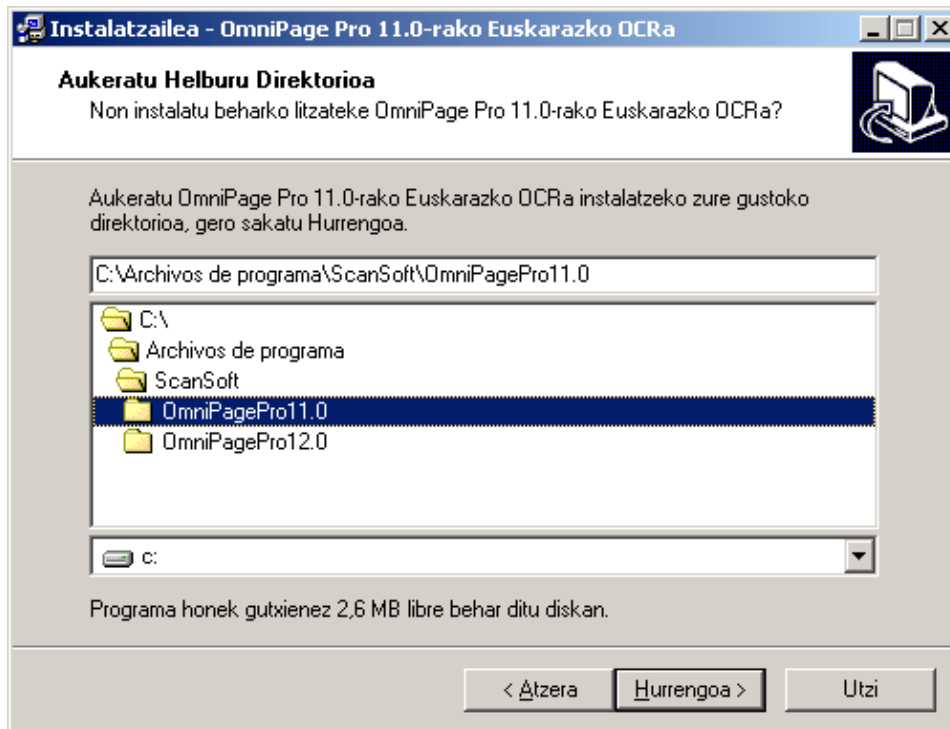 Instalatzailea - OmniPage Pro 11.0-rako Euskarazko OCRa
Aukeratu Helburu Direktorioa
Non instalatu beharko litzateke OmniPage Pro 11.0-rako Euskarazko OCRa?
Aukeratu OmniPage Pro 11.0-rako Euskarazko OCRa instalatzeko zure gustoko
direktorioa, gero sakatu Hurrengoa.
C:\Archivos de programa\ScanSoft\OmniPagePro11.0
C:\
Archivos de programa
ScanSoft
OmniPagePro11.0
OmniPagePro12.0
c:
Programa honek gutxienez 2,6 MB libre behar ditu diskan.
< Atzera
Hurrengoa >
Utzi